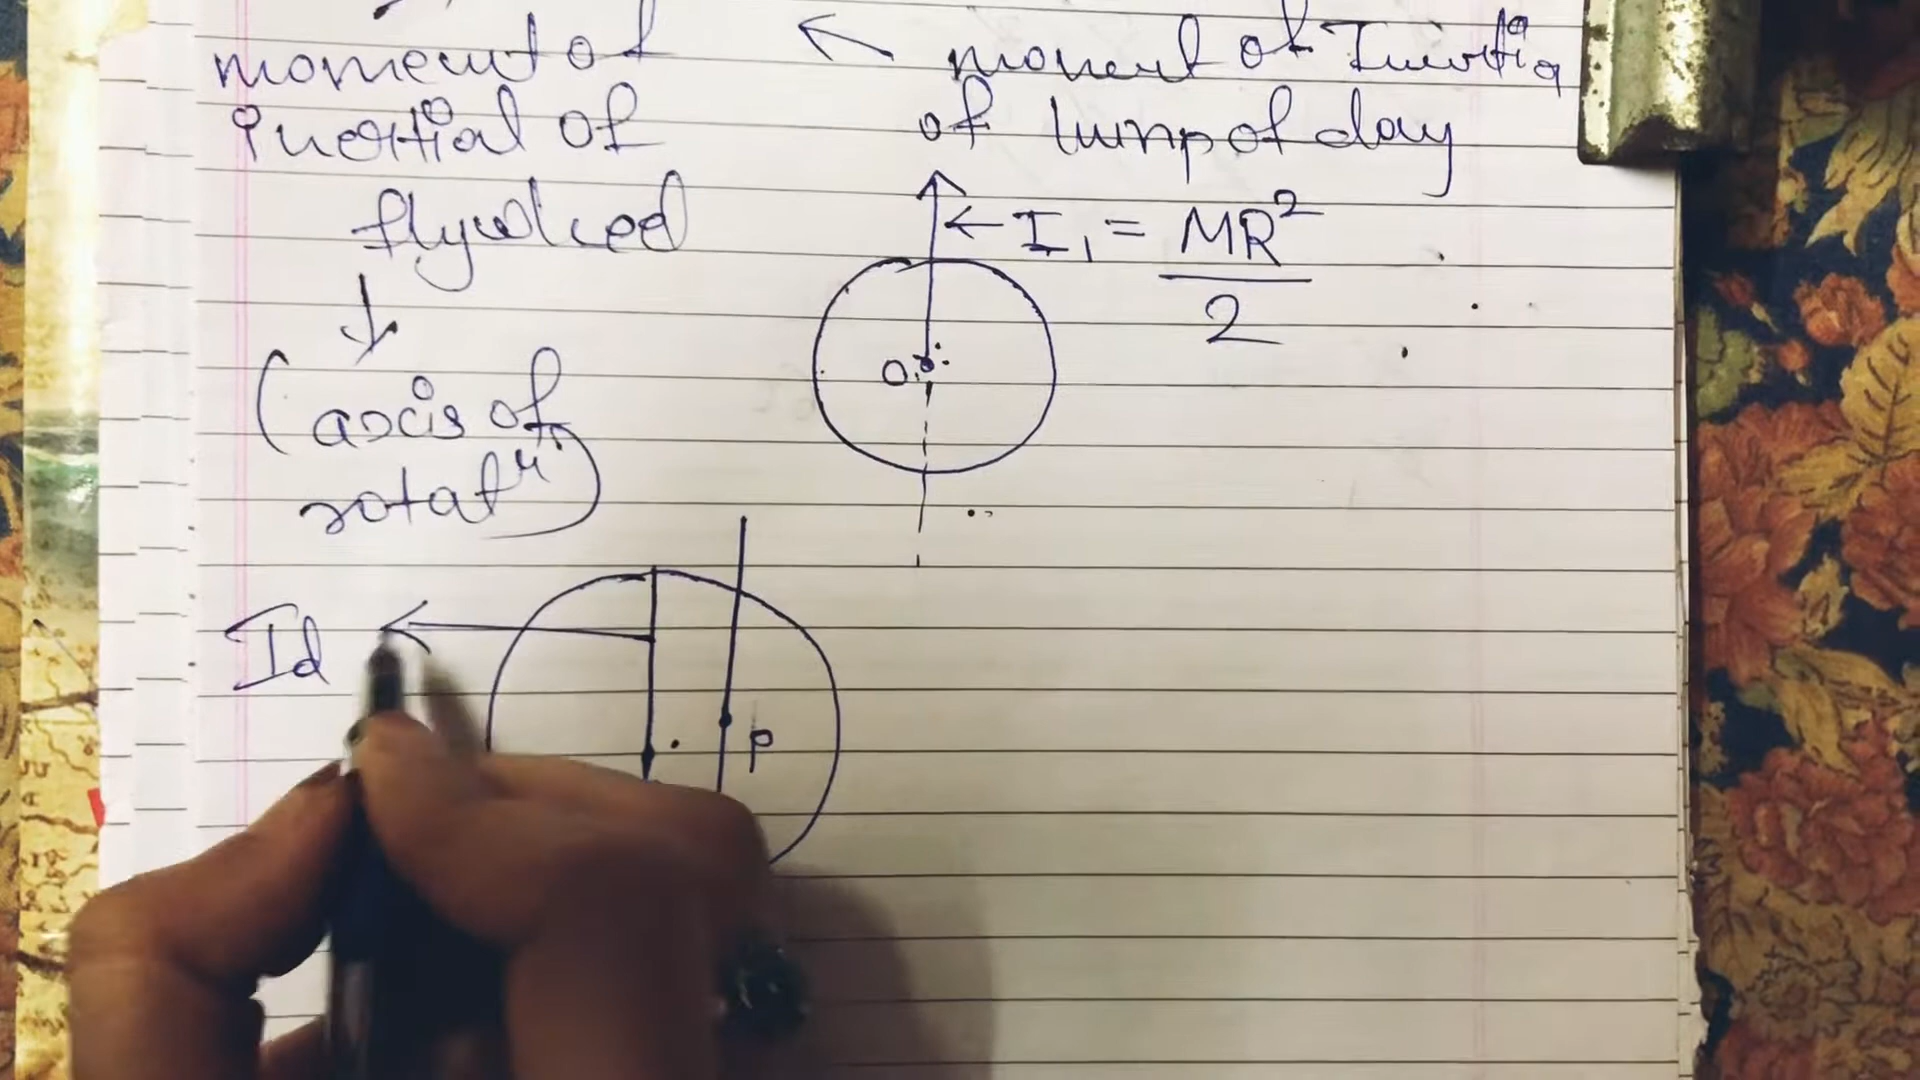 moment of
inertial of
flywheel
(axis of
rotatⁿ)
← moment of Inertia
of lump of clay
← I₁ = MR²
2
O
Id
P